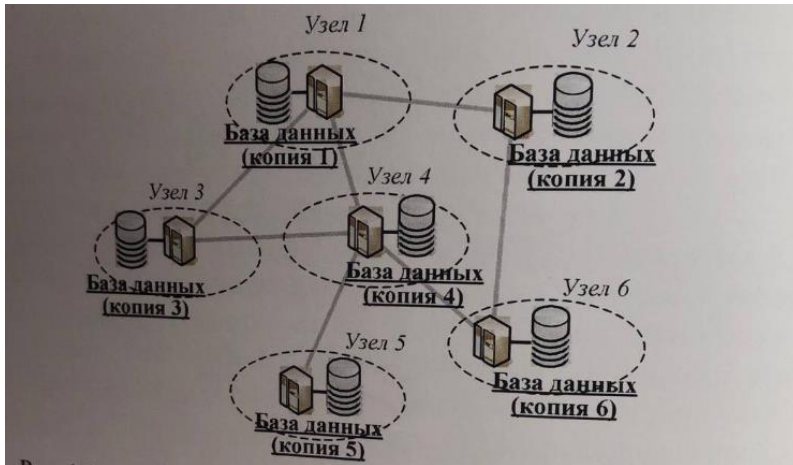 Узел 1
Узел 2
База данных
(копия 1)
База данных
(копия 2)
Узел 3
Узел 4
База данных
(копия 3)
База данных
(копия 4)
Узел 6
Узел 5
База данных
(копия 6)
База данных
(копия 5)